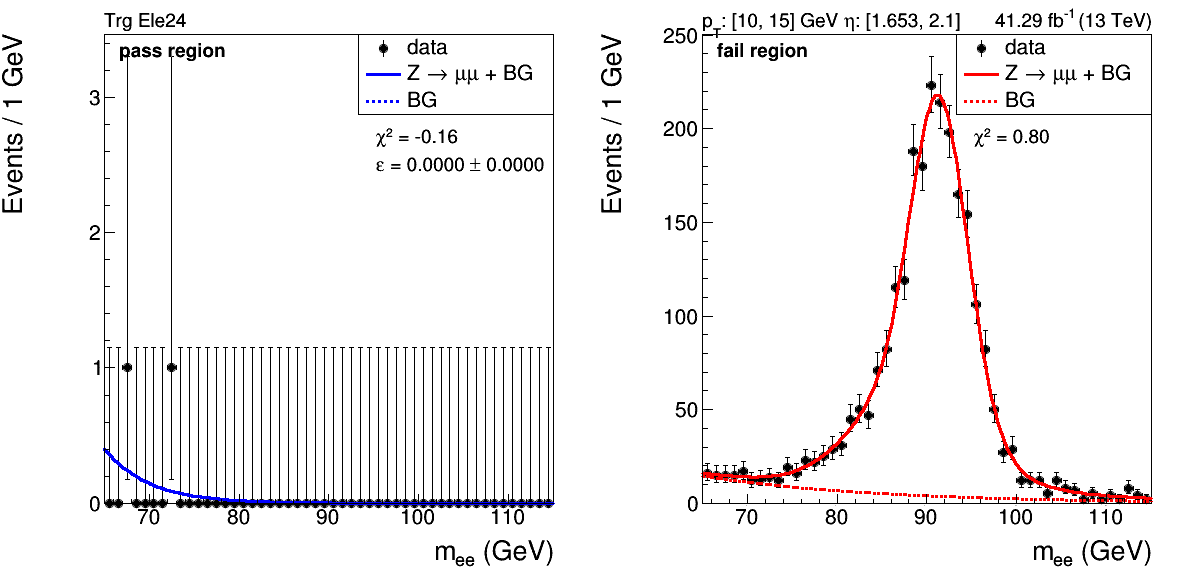 Trg Ele24
pass region
data
Z → μμ + BG
BG
χ² = -0.16
ε = 0.0000 ± 0.0000
Events / 1 GeV
3
2
1
0
70 80 90 100 110
m_ee (GeV)
p_T: [10, 15] GeV η: [1.653, 2.1] 41.29 fb⁻¹ (13 TeV)
fail region
data
Z → μμ + BG
BG
χ² = 0.80
Events / 1 GeV
250
200
150
100
50
0
70 80 90 100 110
m_ee (GeV)